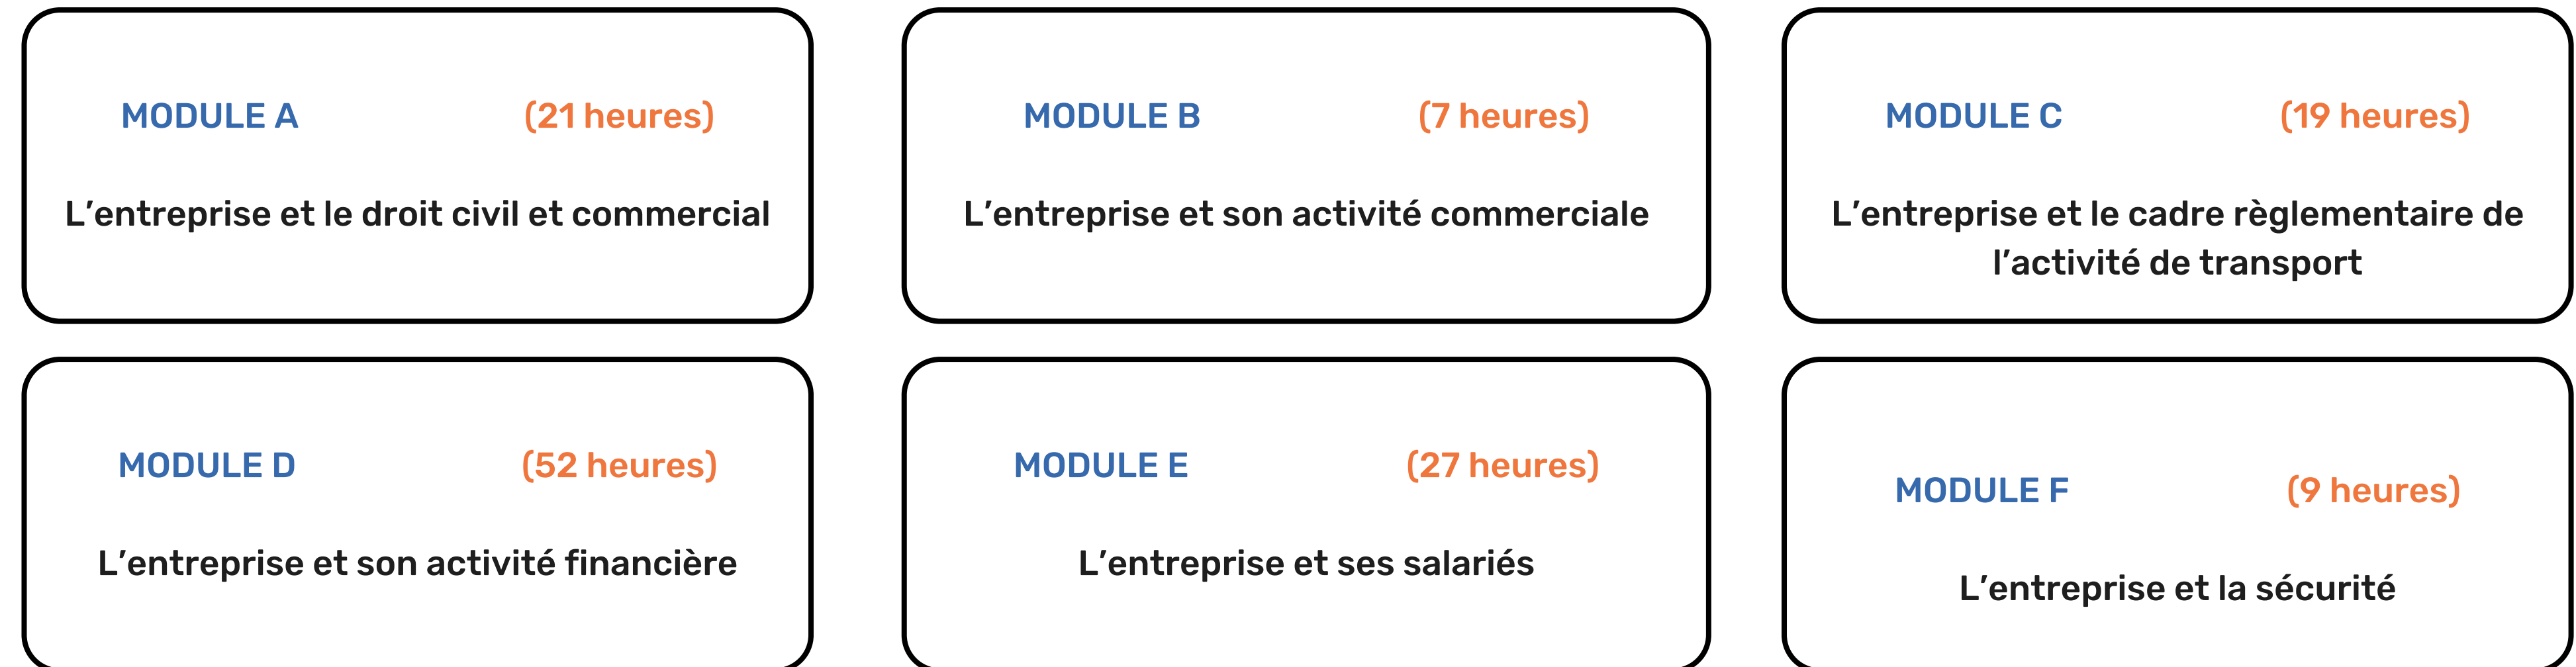 MODULE A (21 heures)
L’entreprise et le droit civil et commercial
MODULE B (7 heures)
L’entreprise et son activité commerciale
MODULE C (19 heures)
L’entreprise et le cadre règlementaire de
l’activité de transport
MODULE D (52 heures)
L’entreprise et son activité financière
MODULE E (27 heures)
L’entreprise et ses salariés
MODULE F (9 heures)
L’entreprise et la sécurité